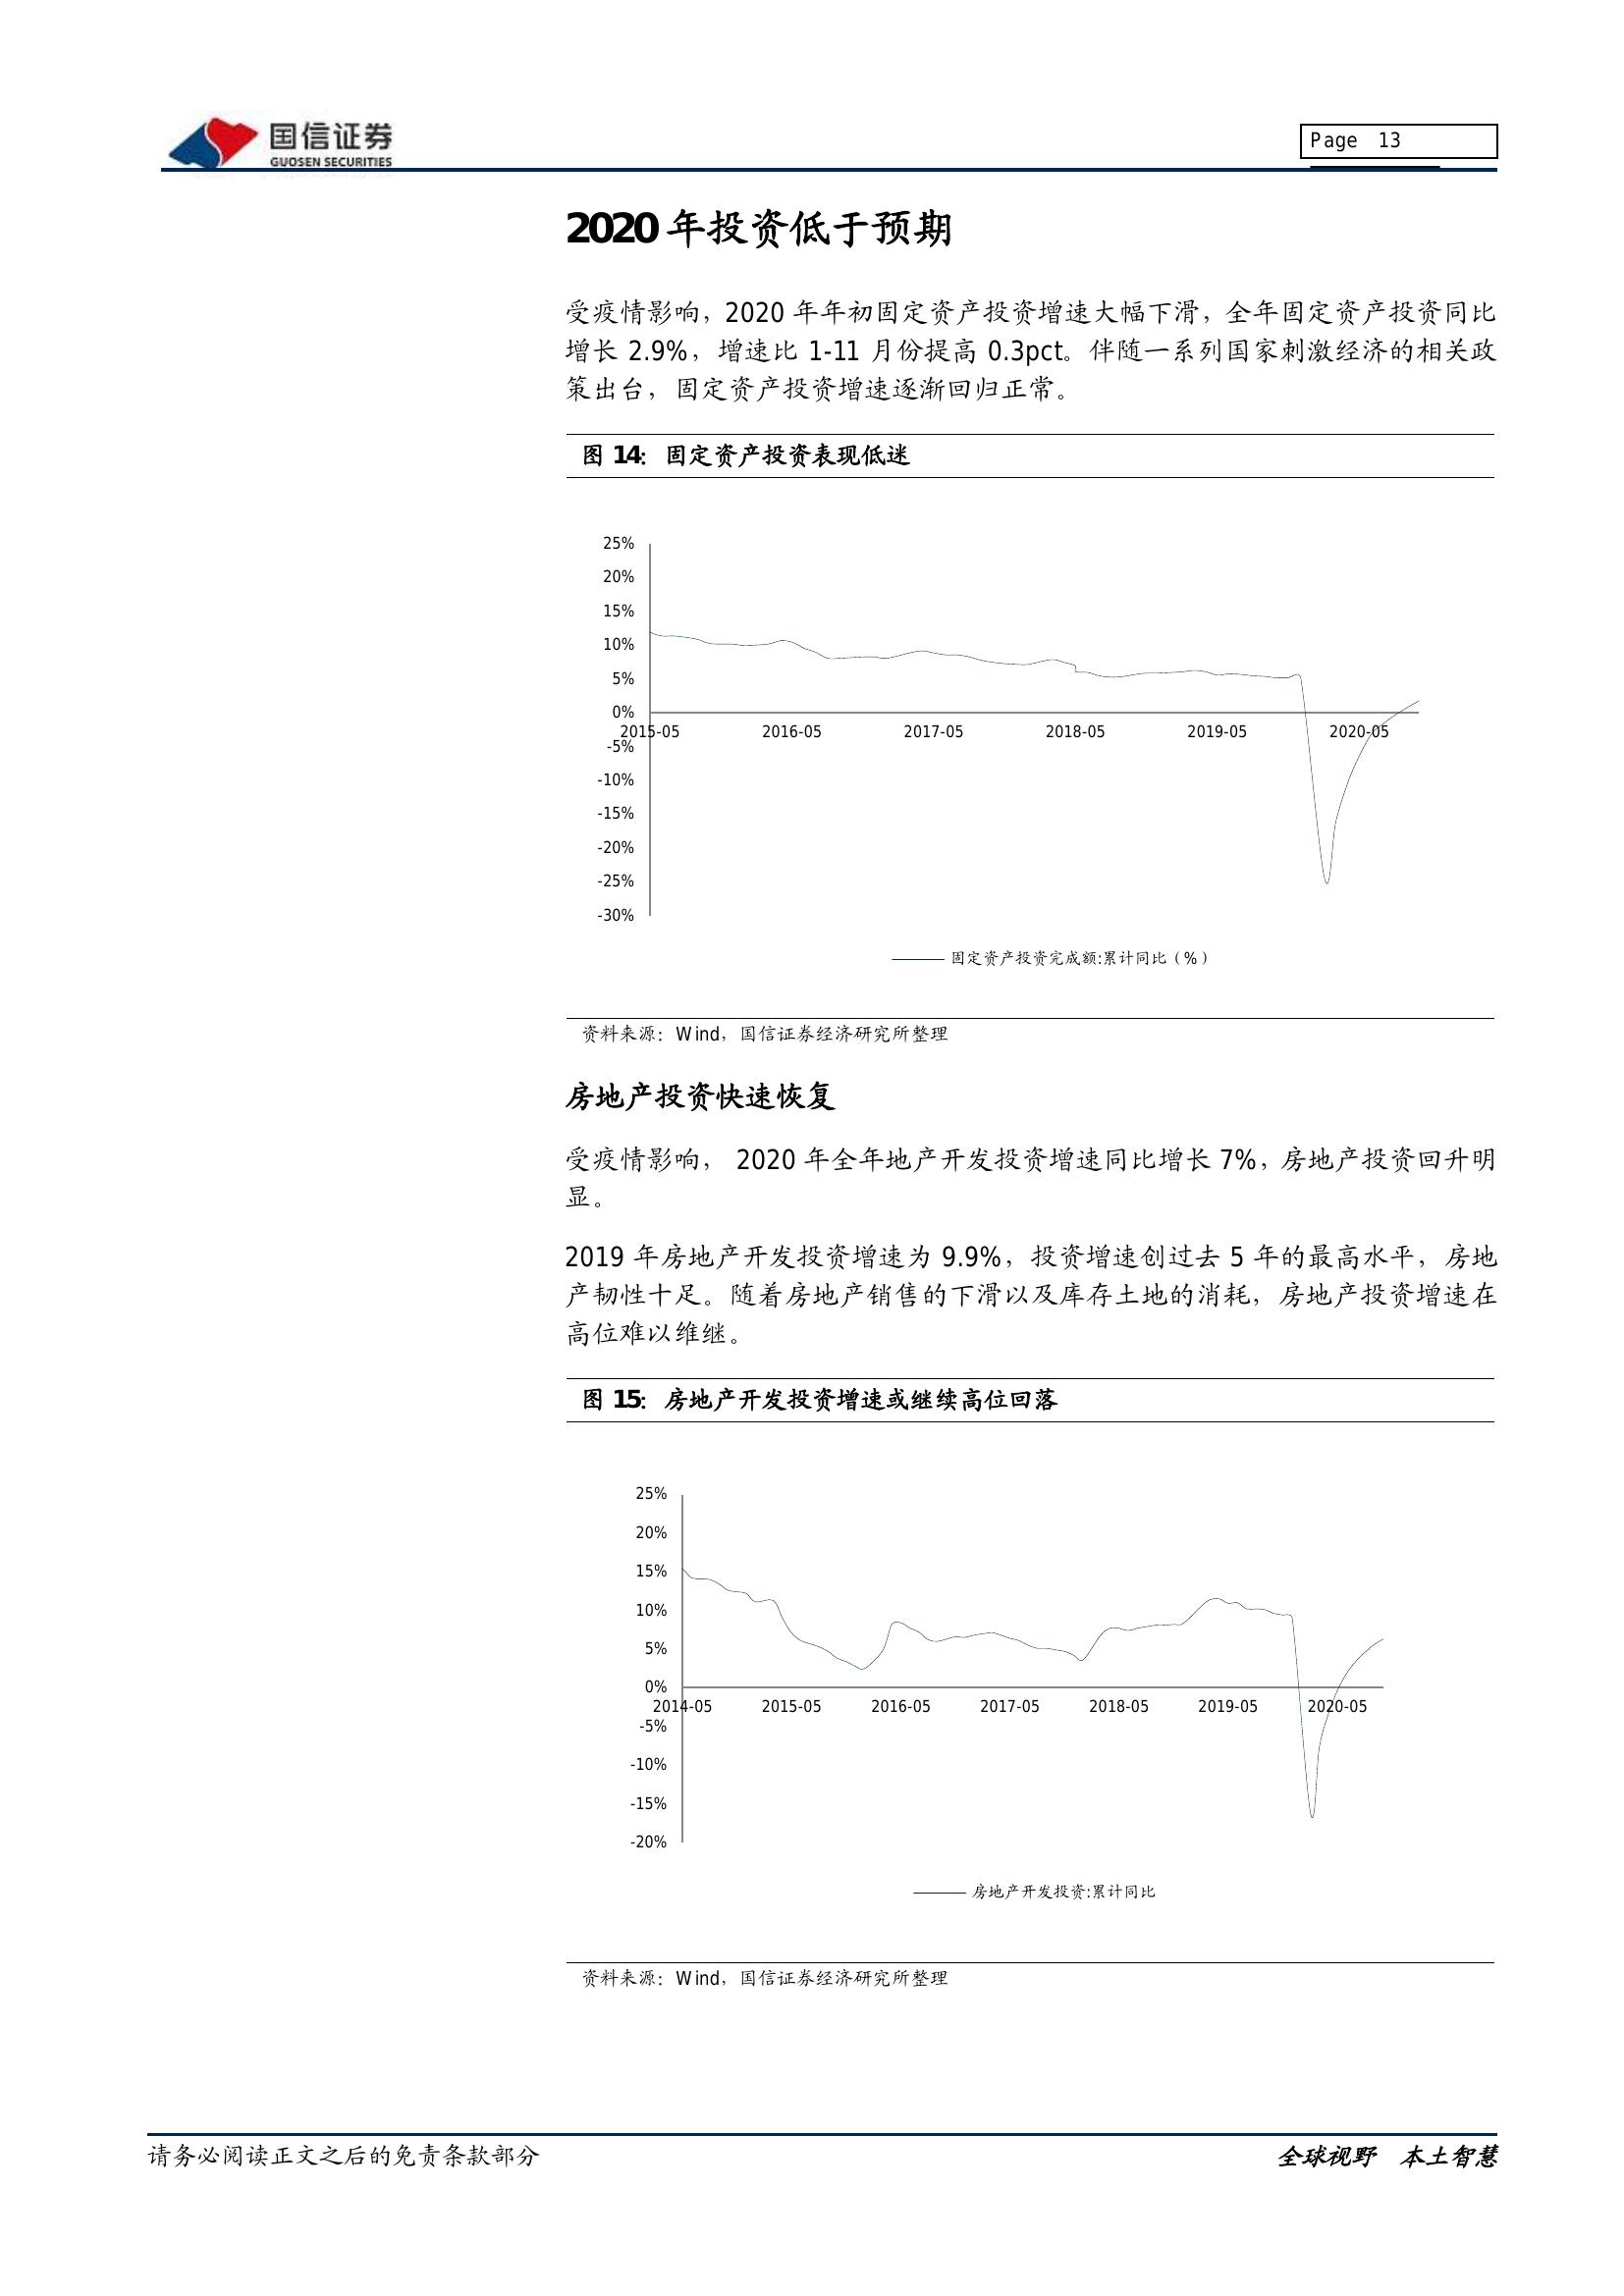 国信证券
GUOSEN SECURITIES
Page 13
2020 年投资低于预期
受疫情影响，2020 年年初固定资产投资增速大幅下滑，全年固定资产投资同比
增长 2.9%，增速比 1-11 月份提高 0.3pct。伴随一系列国家刺激经济的相关政
策出台，固定资产投资增速逐渐回归正常。
图 14：固定资产投资表现低迷
25%
20%
15%
10%
5%
0%
2015-05 2016-05 2017-05 2018-05 2019-05 2020-05
-5%
-10%
-15%
-20%
-25%
-30%
固定资产投资完成额:累计同比（%）
资料来源：Wind，国信证券经济研究所整理
房地产投资快速恢复
受疫情影响， 2020 年全年地产开发投资增速同比增长 7%，房地产投资回升明
显。
2019 年房地产开发投资增速为 9.9%，投资增速创过去 5 年的最高水平，房地
产韧性十足。随着房地产销售的下滑以及库存土地的消耗，房地产投资增速在
高位难以维继。
图 15：房地产开发投资增速或继续高位回落
25%
20%
15%
10%
5%
0%
2014-05 2015-05 2016-05 2017-05 2018-05 2019-05 2020-05
-5%
-10%
-15%
-20%
房地产开发投资:累计同比
资料来源：Wind，国信证券经济研究所整理
请务必阅读正文之后的免责条款部分
全球视野 本土智慧